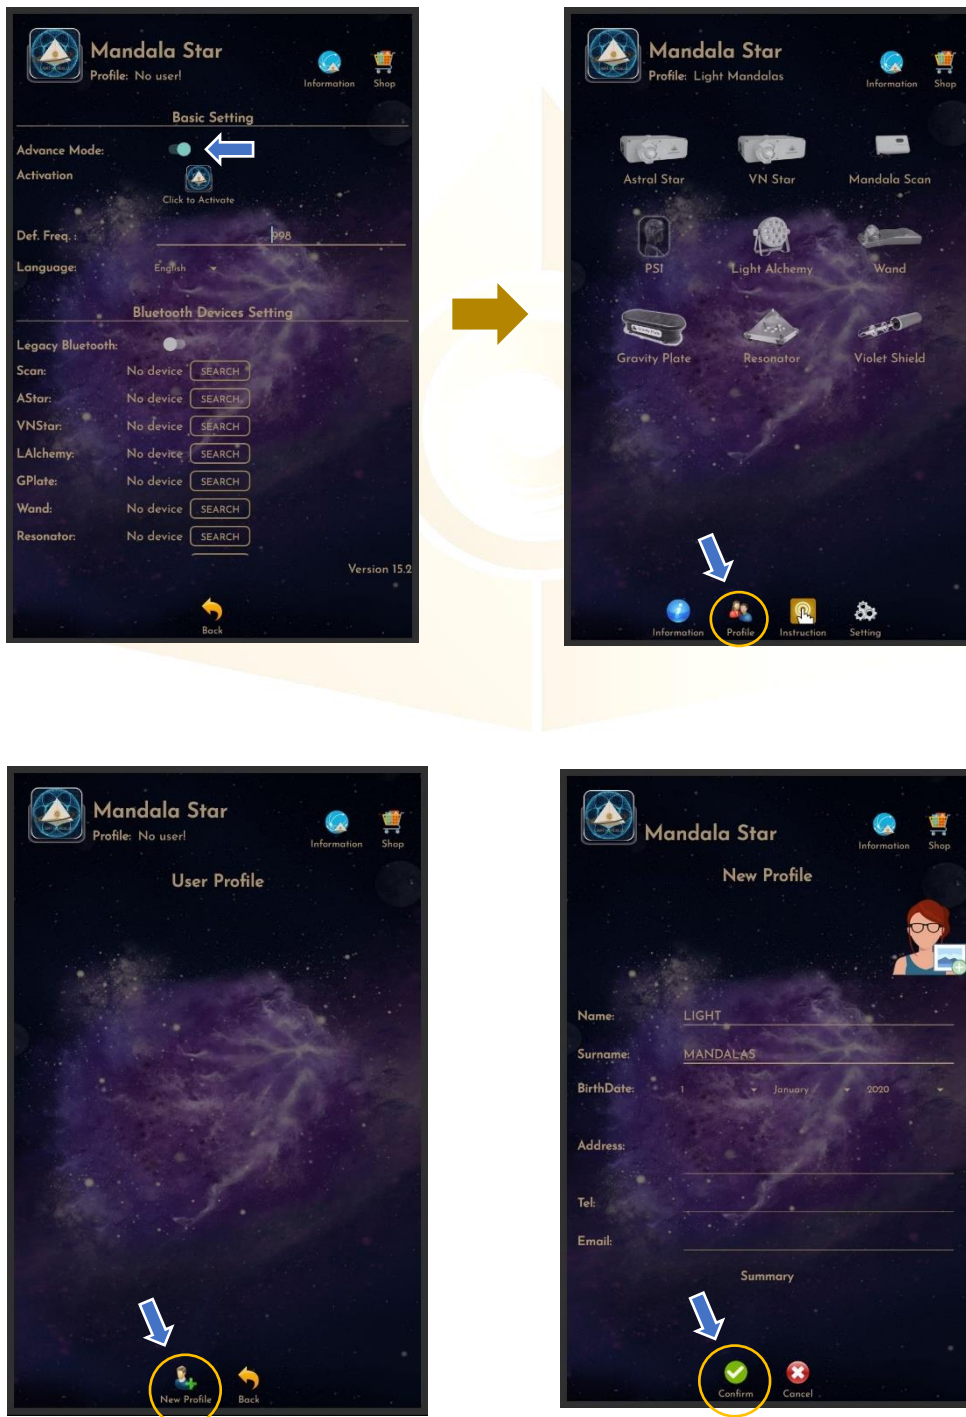 Mandala Star
Profile: No user!
Information
Shop
Basic Setting
Advance Mode:
Activation
Click to Activate
Def. Freq. :
998
Language:
English
Bluetooth Devices Setting
Legacy Bluetooth:
Scan: No device SEARCH
AStar: No device SEARCH
VNStar: No device SEARCH
LAlchemy: No device SEARCH
GPlate: No device SEARCH
Wand: No device SEARCH
Resonator: No device SEARCH
Version 15.2
Back
Mandala Star
Profile: Light Mandalas
Information
Shop
Astral Star
VN Star
Mandala Scan
PSI
Light Alchemy
Wand
Gravity Plate
Resonator
Violet Shield
Information
Profile
Instruction
Setting
Mandala Star
Profile: No user!
Information
Shop
User Profile
New Profile
Back
Mandala Star
Information
Shop
New Profile
Name: LIGHT
Surname: MANDALAS
BirthDate: 1 January 2020
Address:
Tel:
Email:
Summary
Confirm
Cancel